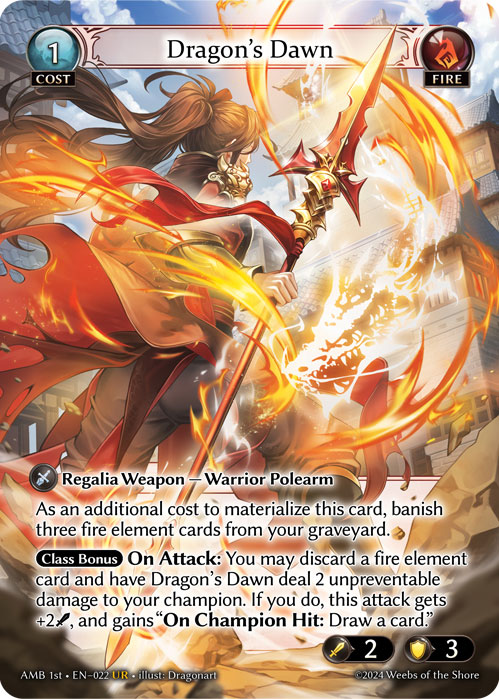 1
COST
Dragon's Dawn
FIRE
Regalia Weapon — Warrior Polearm
As an additional cost to materialize this card, banish
three fire element cards from your graveyard.
Class Bonus On Attack: You may discard a fire element
card and have Dragon's Dawn deal 2 unpreventable
damage to your champion. If you do, this attack gets
+2, and gains “On Champion Hit: Draw a card.”
2
3
AMB 1st • EN–022 UR • illust: Dragonart
©2024 Weebs of the Shore